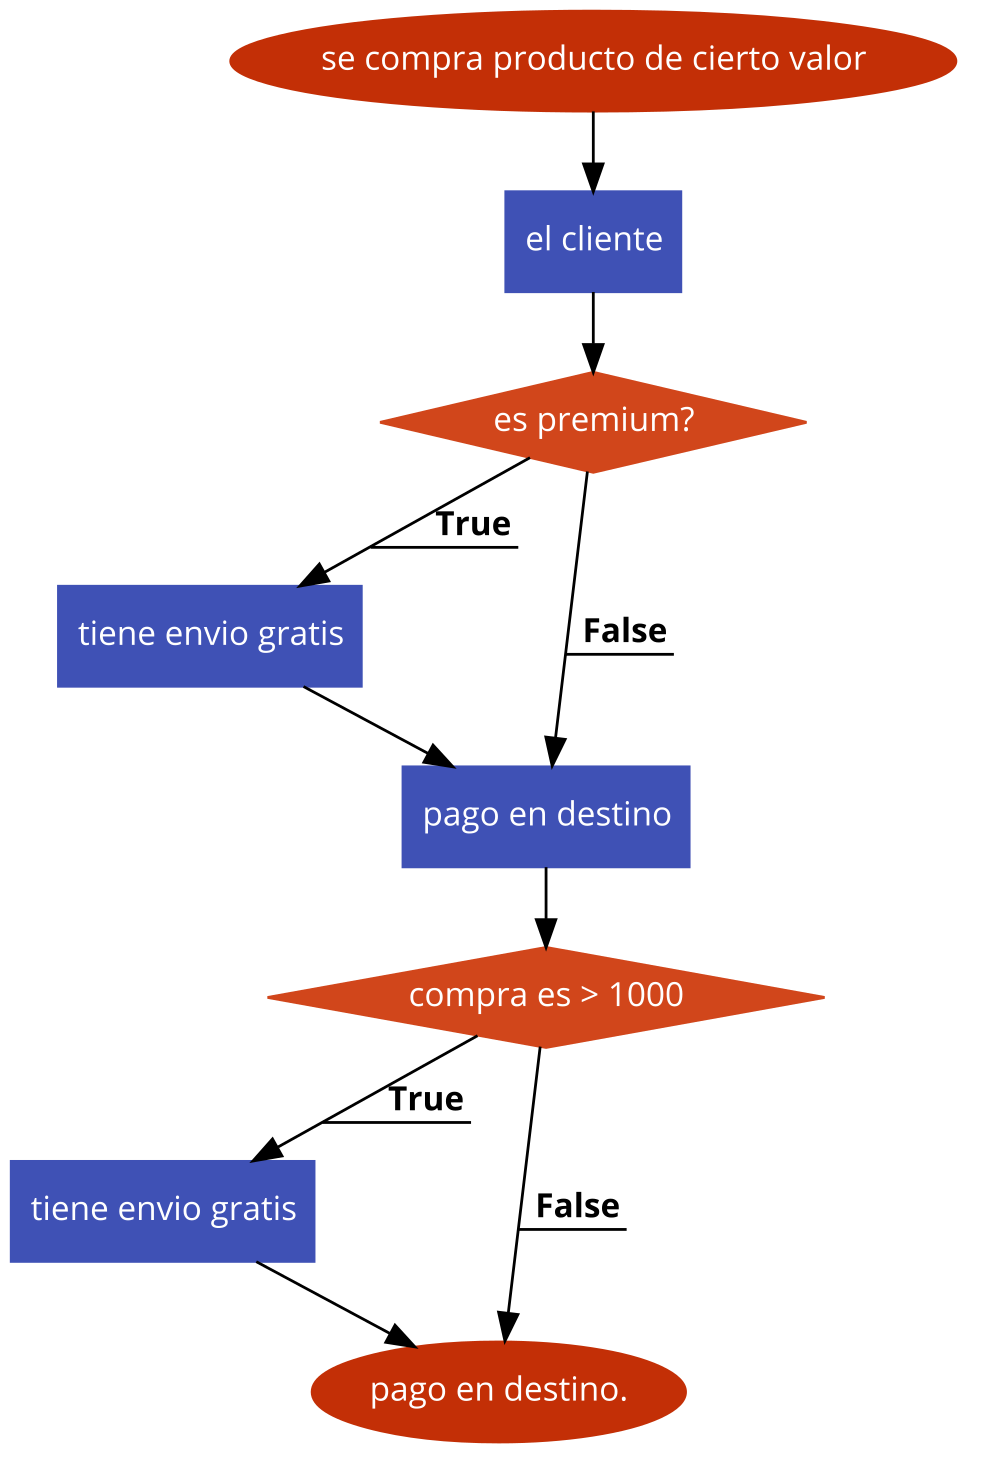 se compra producto de cierto valor
el cliente
es premium?
True
tiene envio gratis
False
pago en destino
compra es > 1000
True
tiene envio gratis
False
pago en destino.